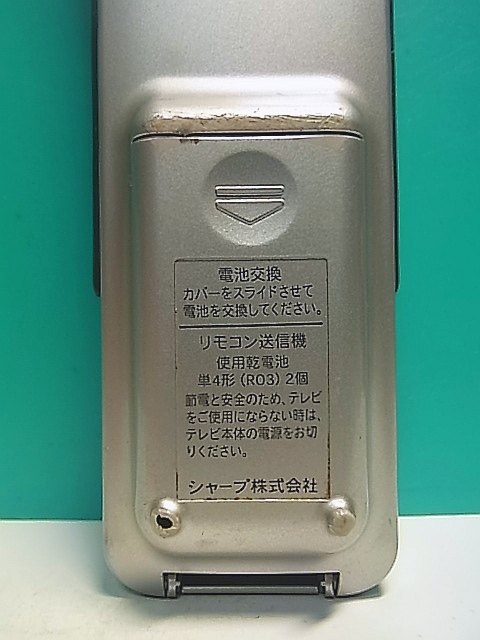 電池交換
カバーをスライドさせて
電池を交換してください。
リモコン送信機
使用乾電池
単4形（R03）2個
節電と安全のため、テレビ
をご使用にならない時は、
テレビ本体の電源をお切
りください。
シャープ株式会社